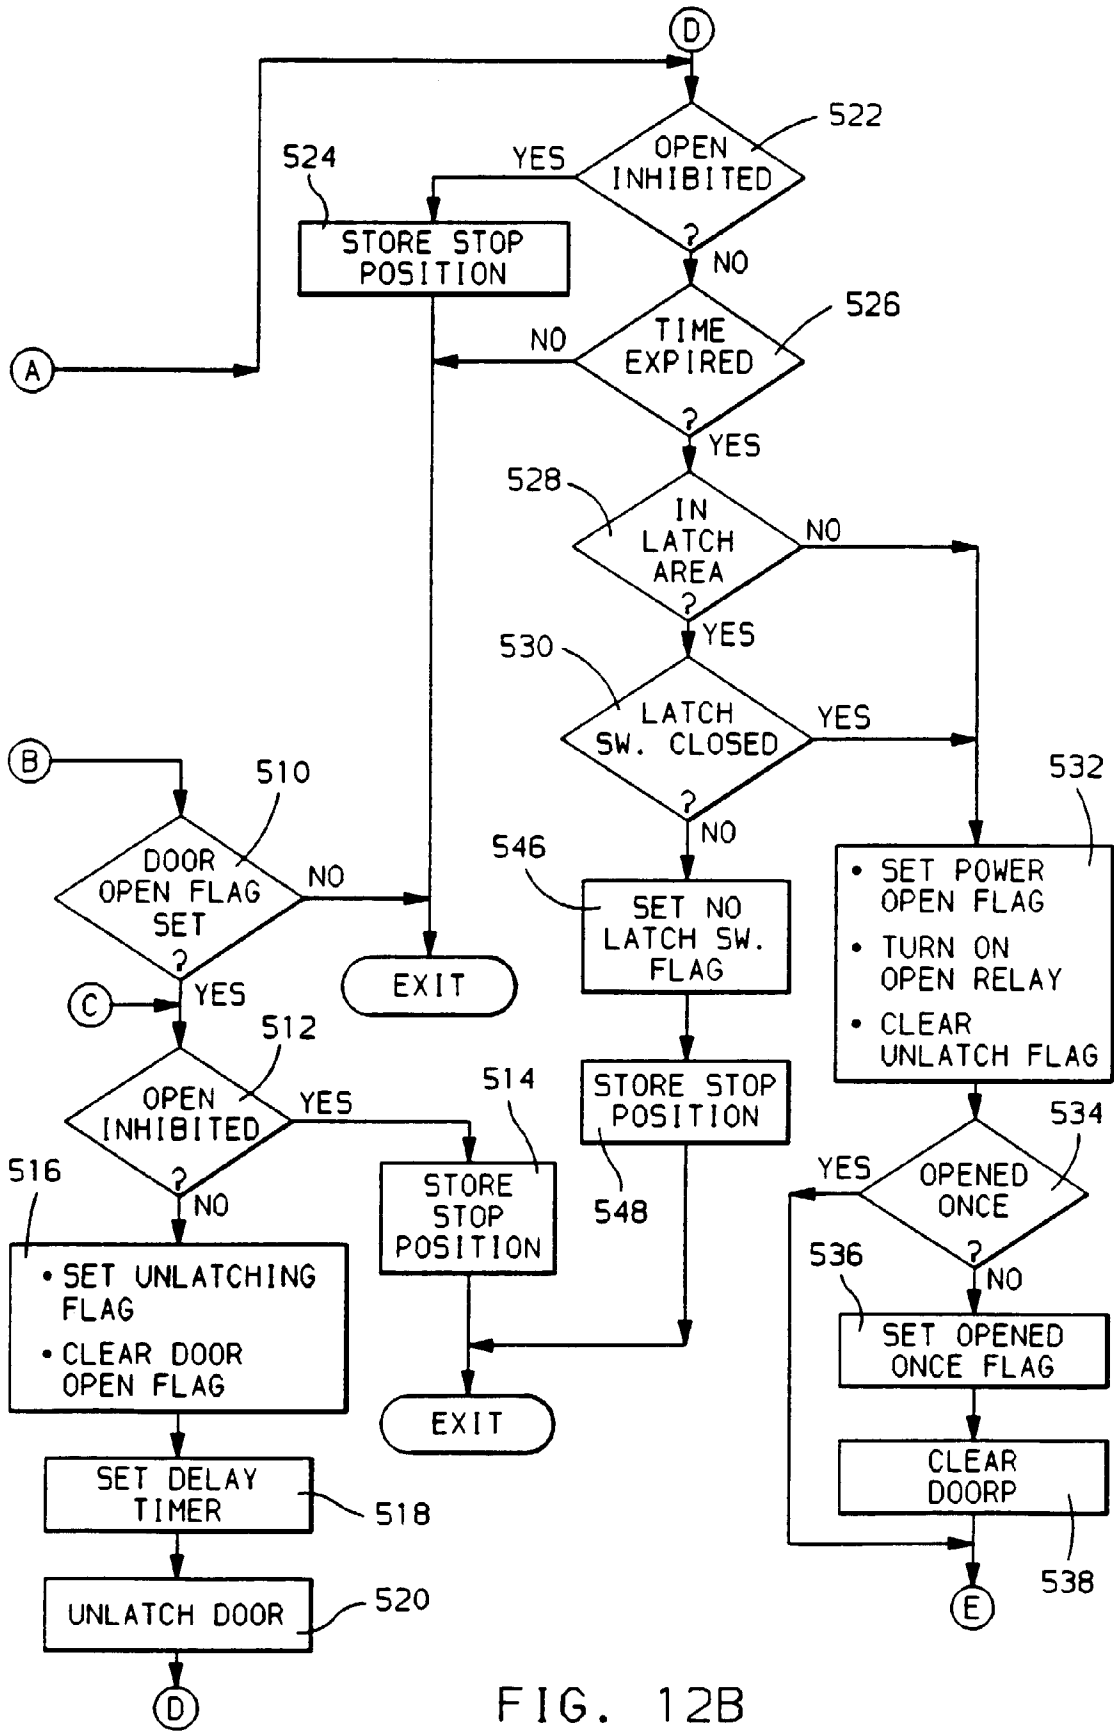 D
522
OPEN
INHIBITED
?
YES
NO
524
STORE STOP
POSITION
526
TIME
EXPIRED
?
NO
YES
A
528
IN
LATCH
AREA
?
NO
YES
530
LATCH
SW. CLOSED
?
YES
NO
B
510
DOOR
OPEN FLAG
SET
?
NO
YES
EXIT
546
SET NO
LATCH SW.
FLAG
532
• SET POWER
OPEN FLAG
• TURN ON
OPEN RELAY
• CLEAR
UNLATCH FLAG
C
512
OPEN
INHIBITED
?
YES
NO
514
STORE
STOP
POSITION
STORE STOP
POSITION
548
534
OPENED
ONCE
?
YES
NO
516
• SET UNLATCHING
FLAG
• CLEAR DOOR
OPEN FLAG
536
SET OPENED
ONCE FLAG
EXIT
SET DELAY
TIMER
518
CLEAR
DOORP
538
UNLATCH DOOR
520
E
D
FIG. 12B